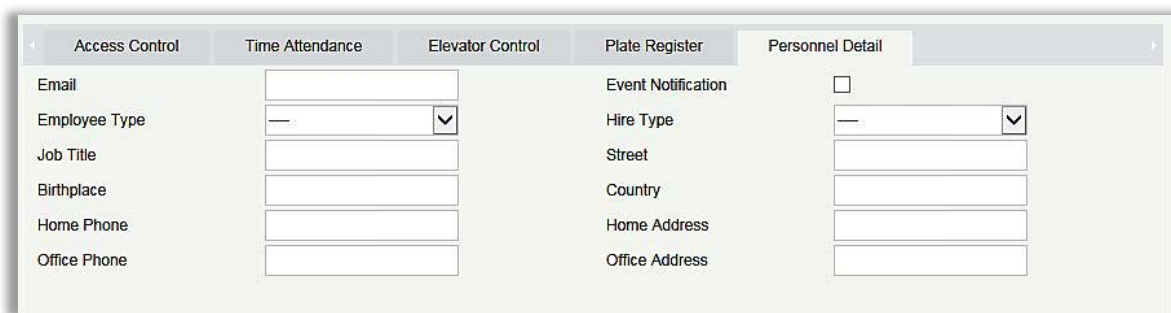 Access Control Time Attendance Elevator Control Plate Register Personnel Detail
Email Event Notification
Employee Type ---- Hire Type ----
Job Title Street
Birthplace Country
Home Phone Home Address
Office Phone Office Address